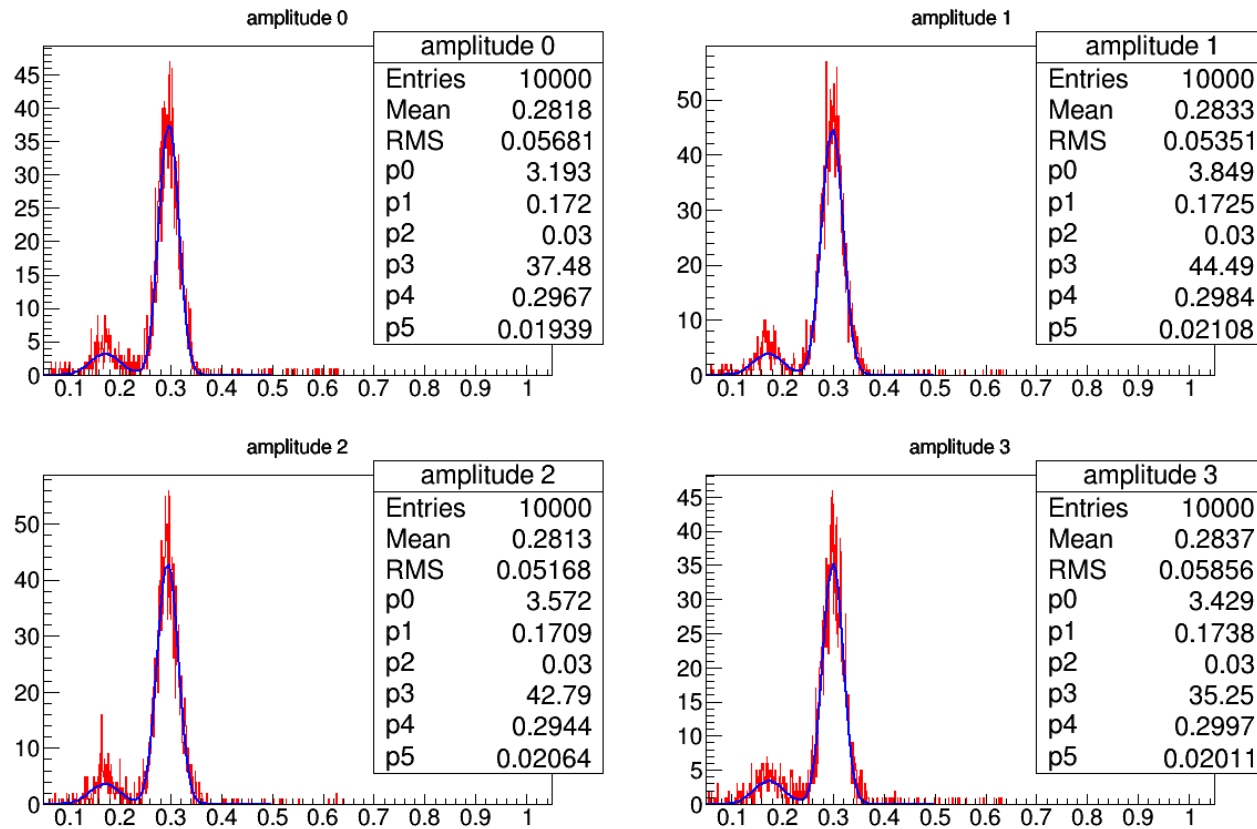 amplitude 0
amplitude 0
Entries 10000
Mean 0.2818
RMS 0.05681
p0 3.193
p1 0.172
p2 0.03
p3 37.48
p4 0.2967
p5 0.01939
45
40
35
30
25
20
15
10
5
0
0.1 0.2 0.3 0.4 0.5 0.6 0.7 0.8 0.9 1
amplitude 1
amplitude 1
Entries 10000
Mean 0.2833
RMS 0.05351
p0 3.849
p1 0.1725
p2 0.03
p3 44.49
p4 0.2984
p5 0.02108
50
40
30
20
10
0
0.1 0.2 0.3 0.4 0.5 0.6 0.7 0.8 0.9 1
amplitude 2
amplitude 2
Entries 10000
Mean 0.2813
RMS 0.05168
p0 3.572
p1 0.1709
p2 0.03
p3 42.79
p4 0.2944
p5 0.02064
50
40
30
20
10
0
0.1 0.2 0.3 0.4 0.5 0.6 0.7 0.8 0.9 1
amplitude 3
amplitude 3
Entries 10000
Mean 0.2837
RMS 0.05856
p0 3.429
p1 0.1738
p2 0.03
p3 35.25
p4 0.2997
p5 0.02011
45
40
35
30
25
20
15
10
5
0
0.1 0.2 0.3 0.4 0.5 0.6 0.7 0.8 0.9 1